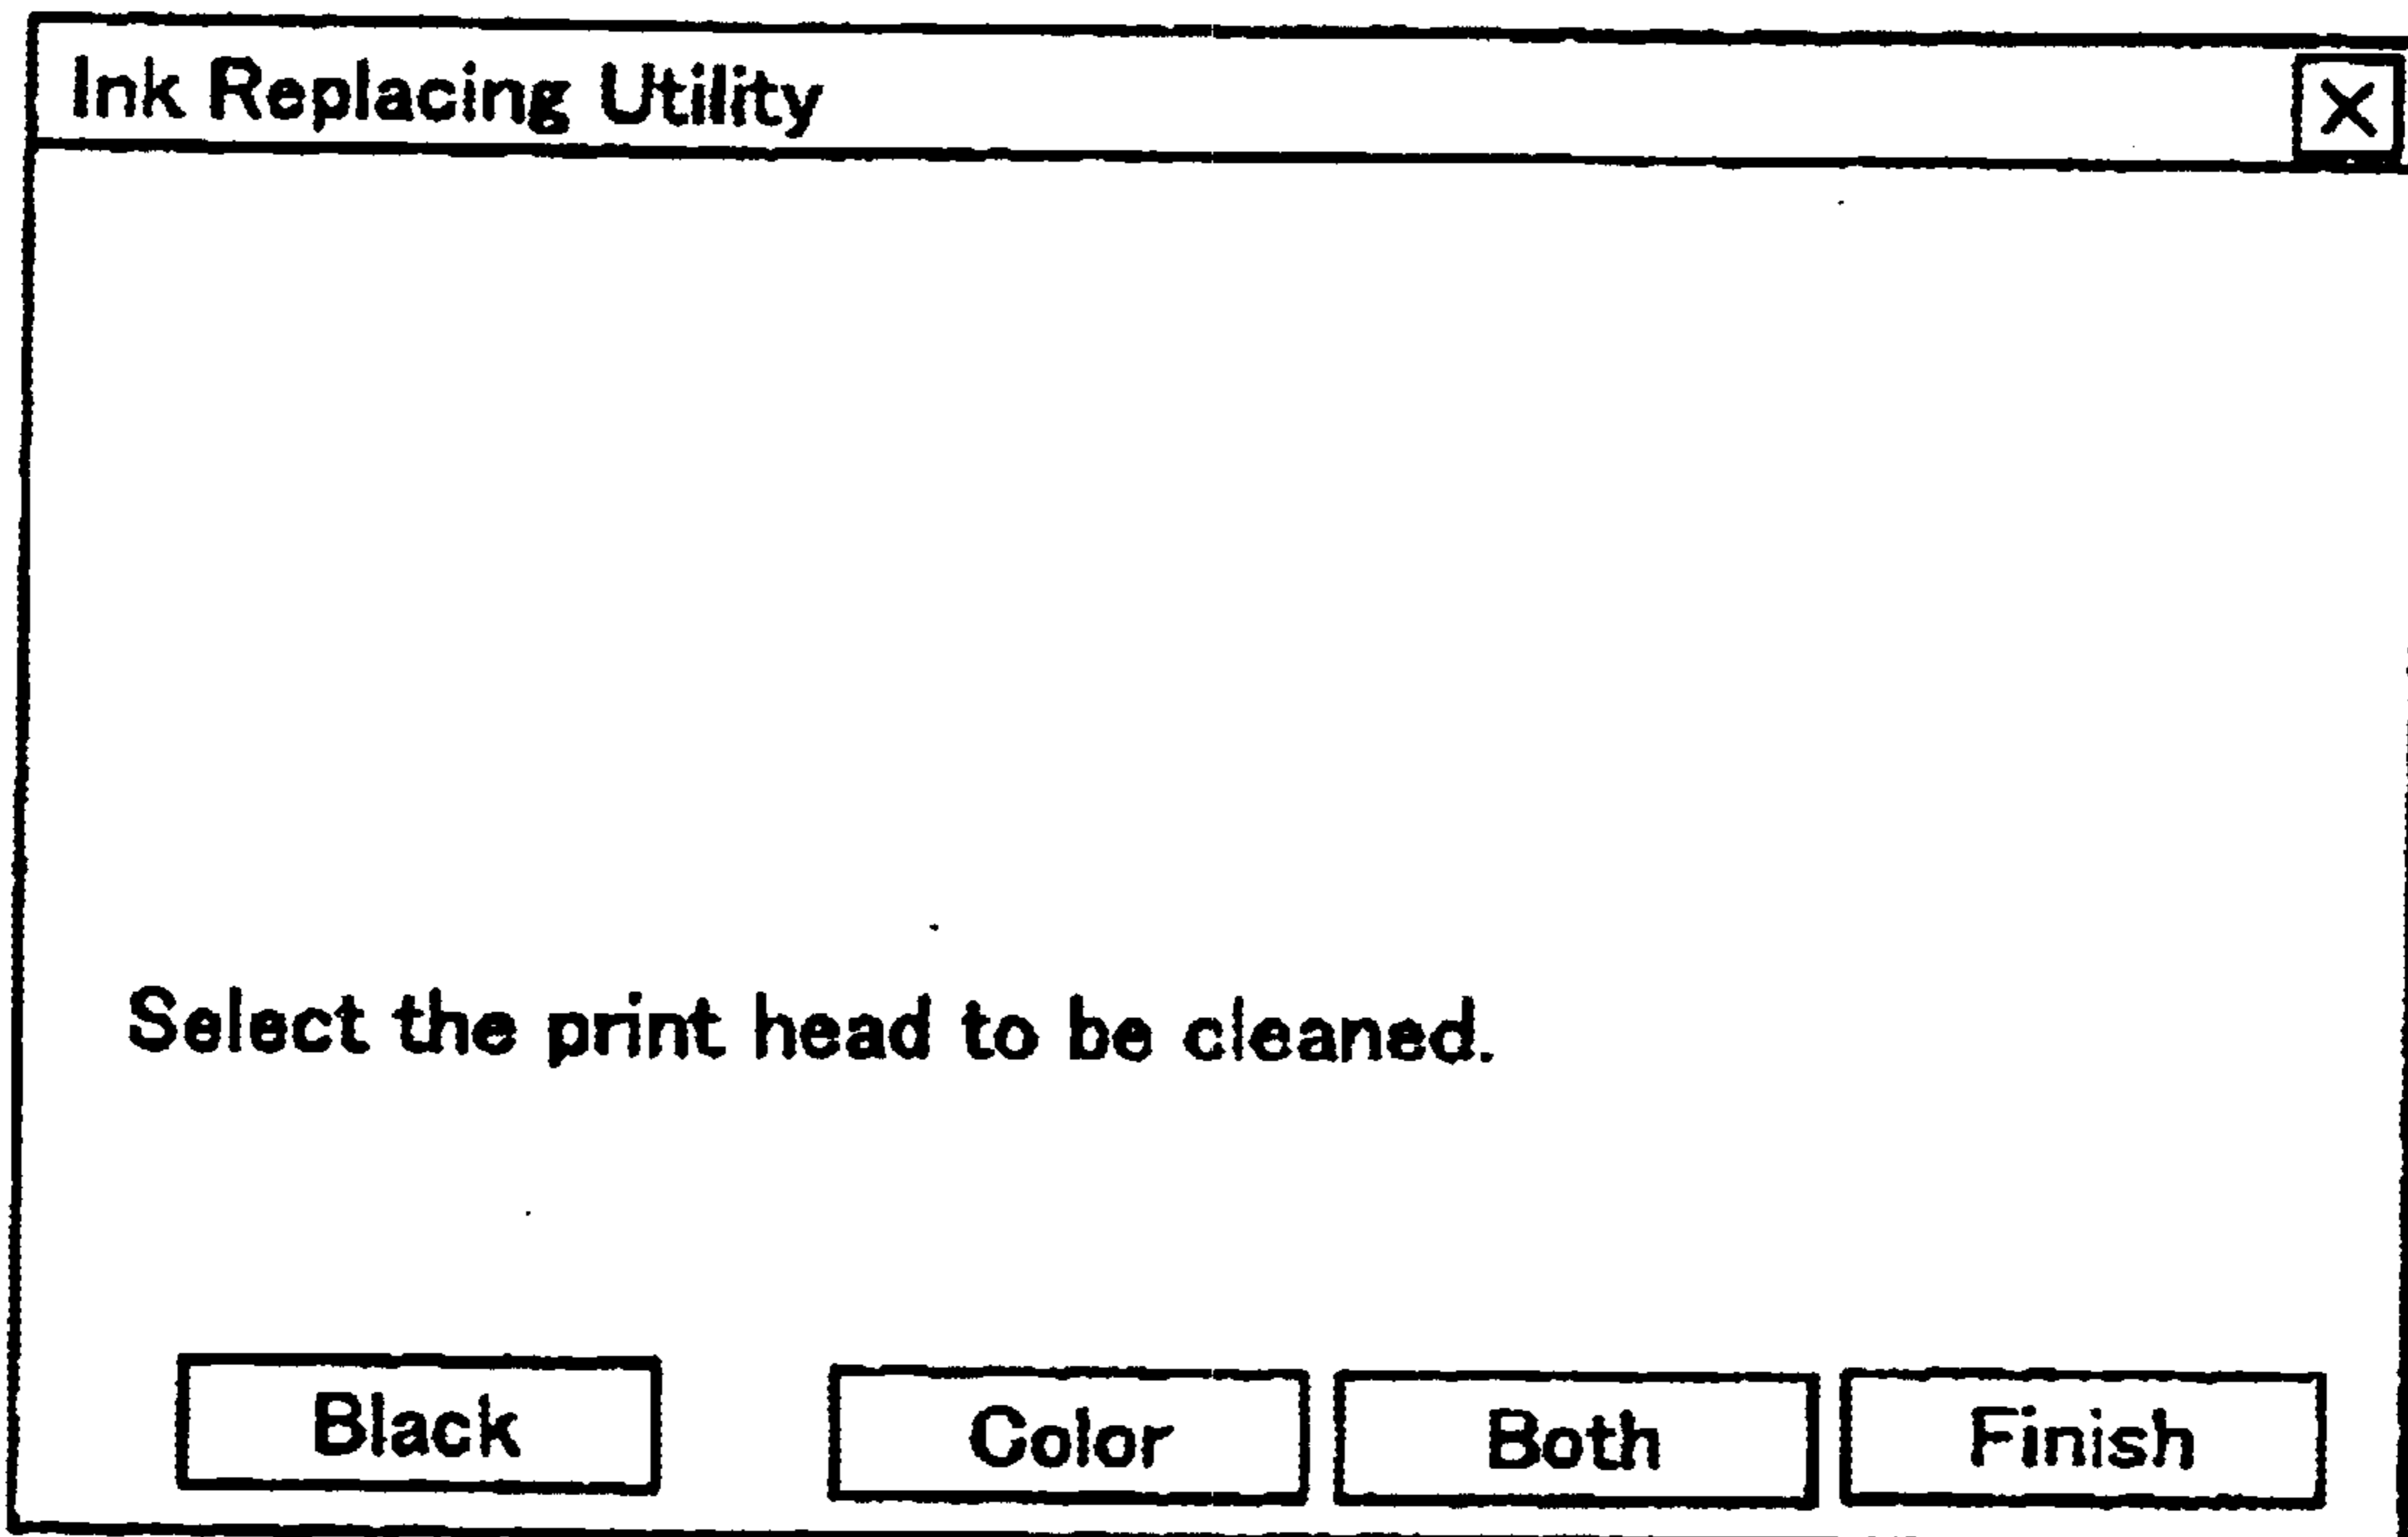 Ink Replacing Utility X
Select the print head to be cleaned.
Black Color Both Finish